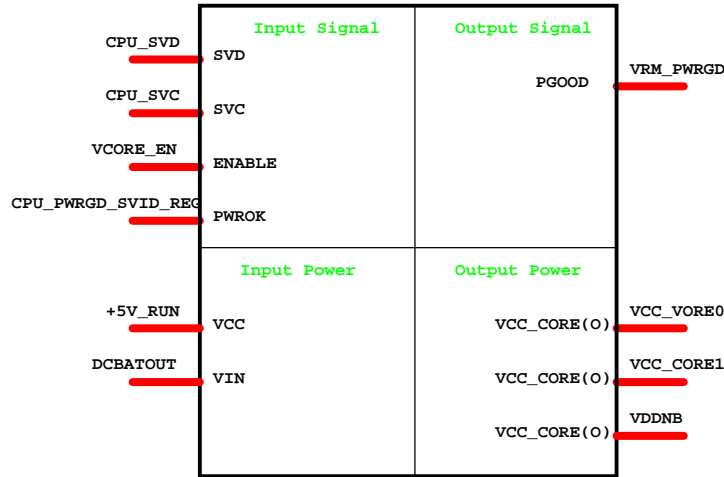 Input Signal Output Signal
CPU_SVD
SVD
VRM_PWRGD
PGOOD
CPU_SVC
SVC
VCORE_EN
ENABLE
CPU_PWRGD_SVID_REG
PWROK
Input Power Output Power
+5V_RUN
VCC
VCC_VORE0
VCC_CORE(O)
DCBATOUT
VIN
VCC_CORE1
VCC_CORE(O)
VDDNB
VCC_CORE(O)